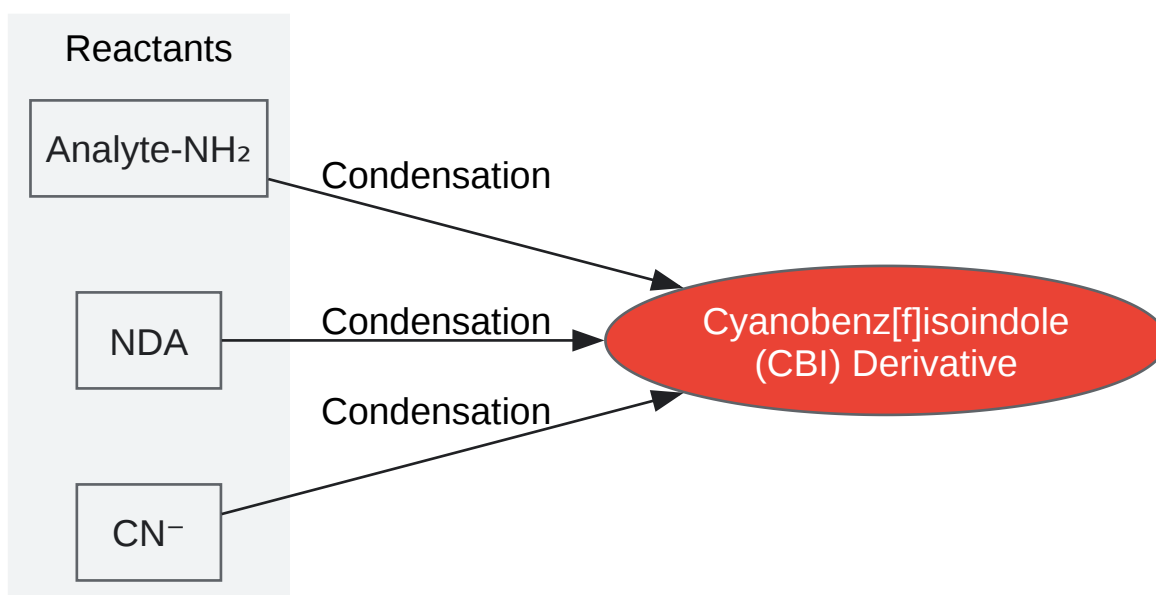 Reactants
Analyte-NH₂
Condensation
NDA
Condensation
Cyanobenz[f]isoindole
(CBI) Derivative
Condensation
CN⁻